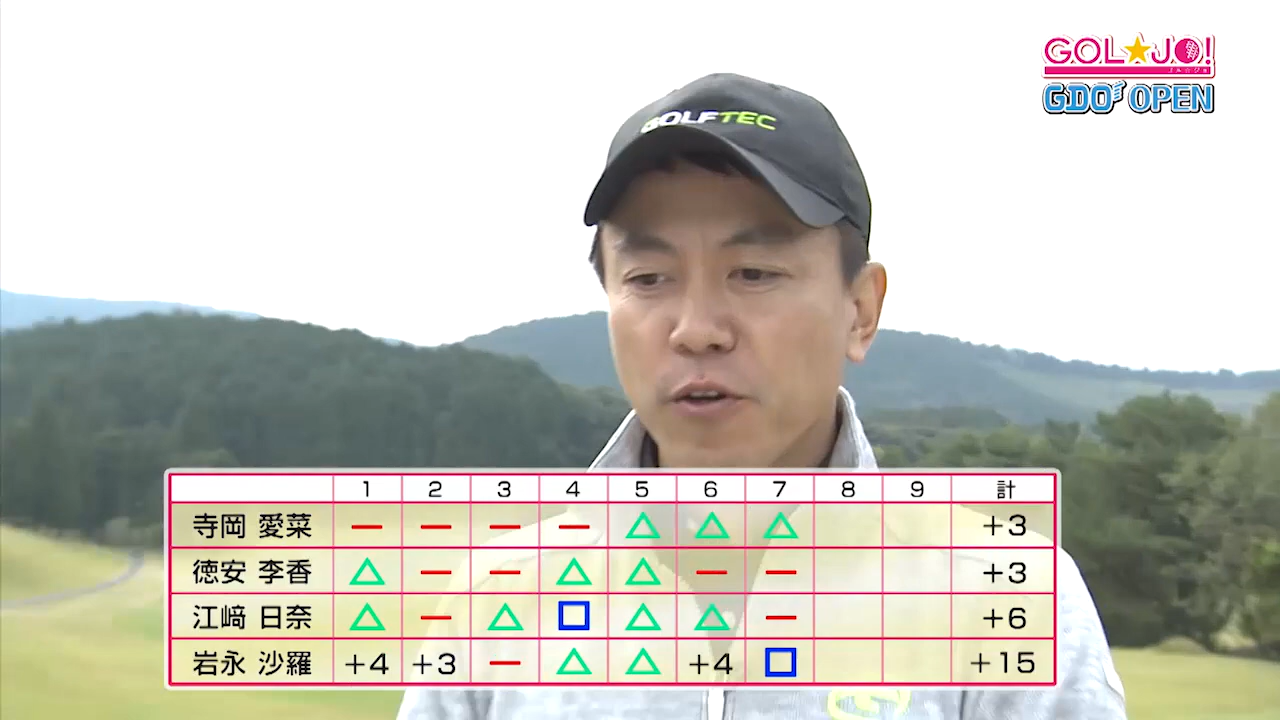 GOL★JO!
GDO OPEN
GOLFTEC
1 2 3 4 5 6 7 8 9 計
寺岡 愛菜 － － － － △ △ △ +3
徳安 李香 △ － － △ △ － － +3
江﨑 日奈 △ － △ □ △ △ － +6
岩永 沙羅 +4 +3 － △ △ +4 □ +15